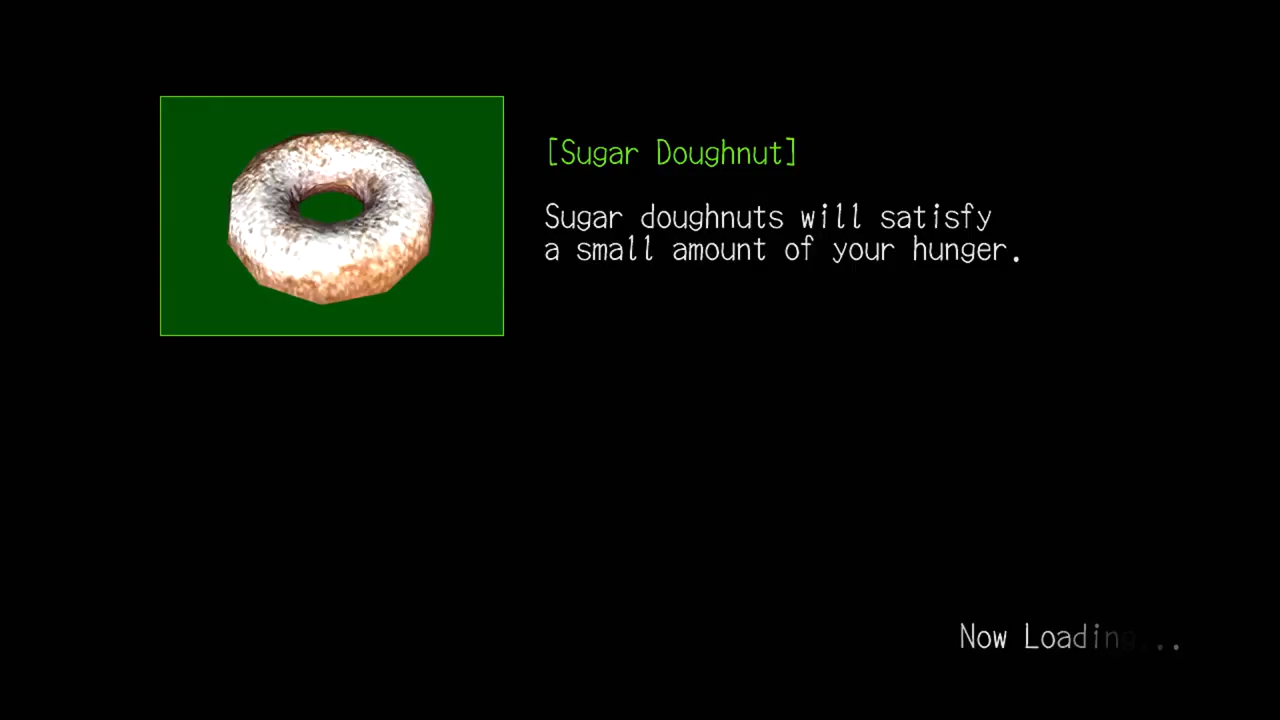 [Sugar Doughnut]
Sugar doughnuts will satisfy
a small amount of your hunger.
Now Loading...